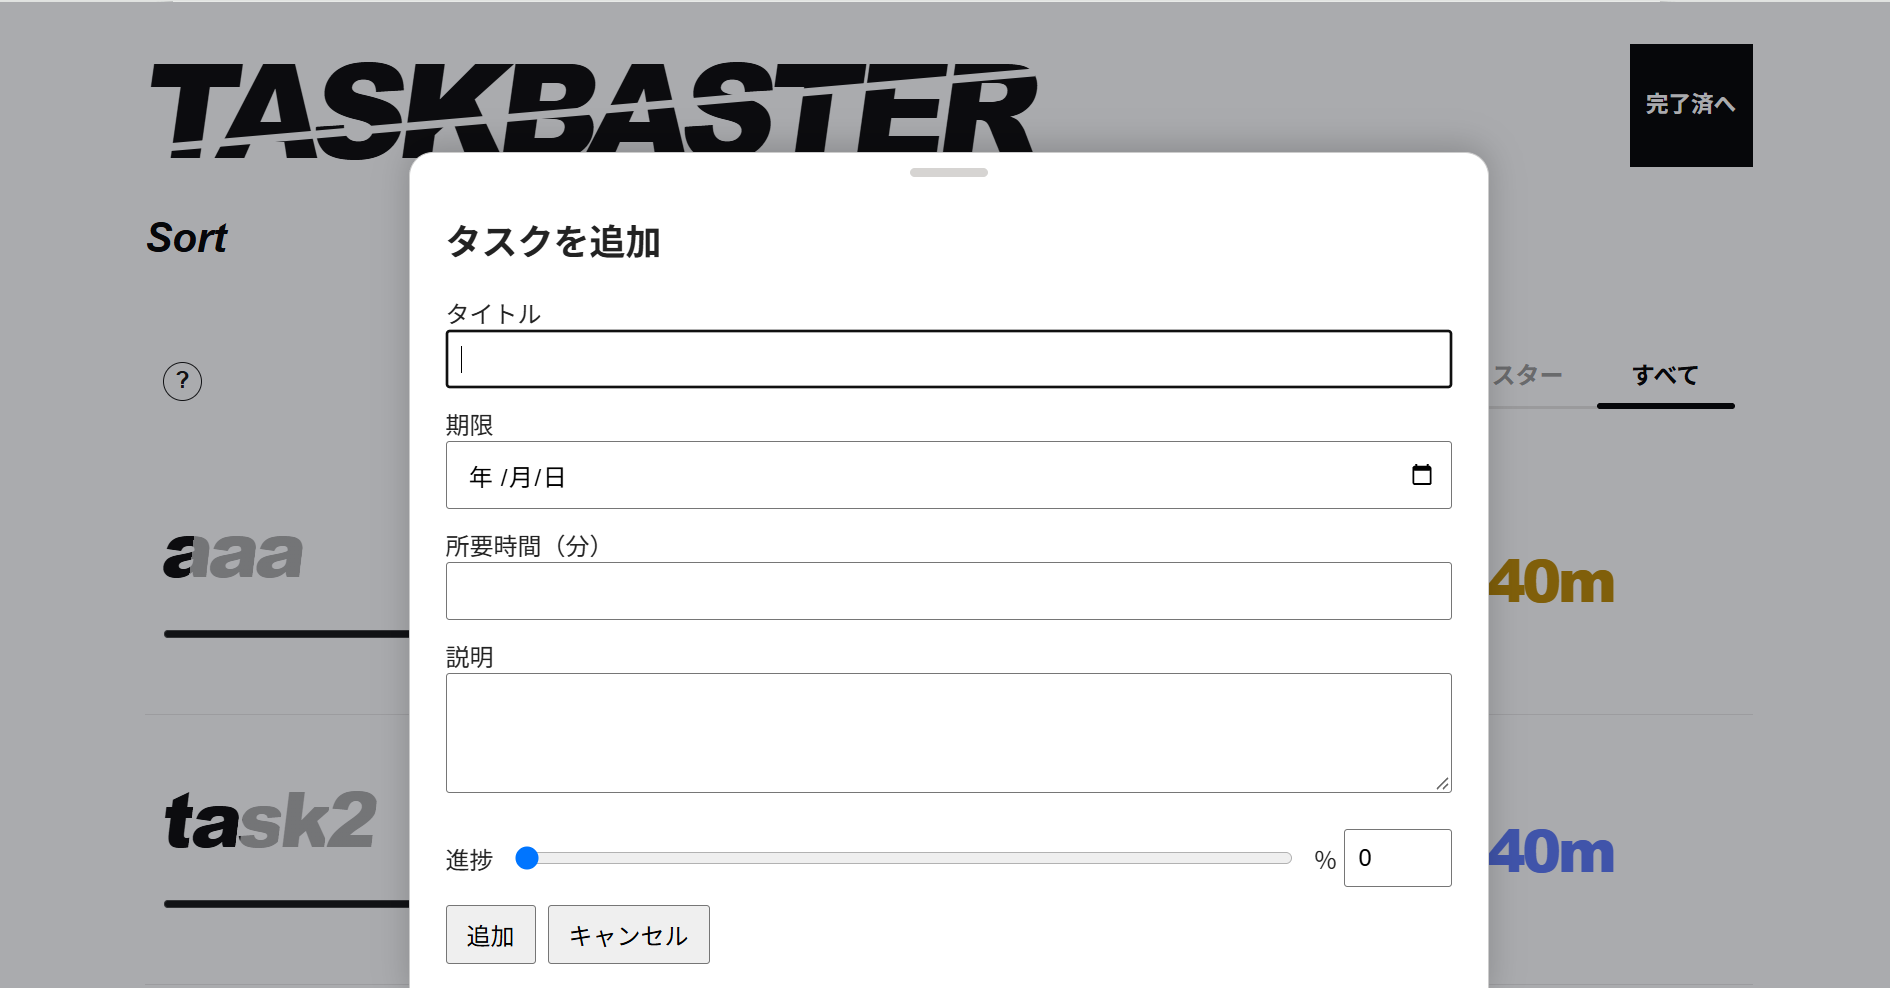 TASKBASTER
完了済へ
Sort
タスクを追加
タイトル
?
スター
すべて
期限
年 /月/日
aaa
所要時間（分）
40m
説明
task2
40m
進捗
% 0
追加
キャンセル